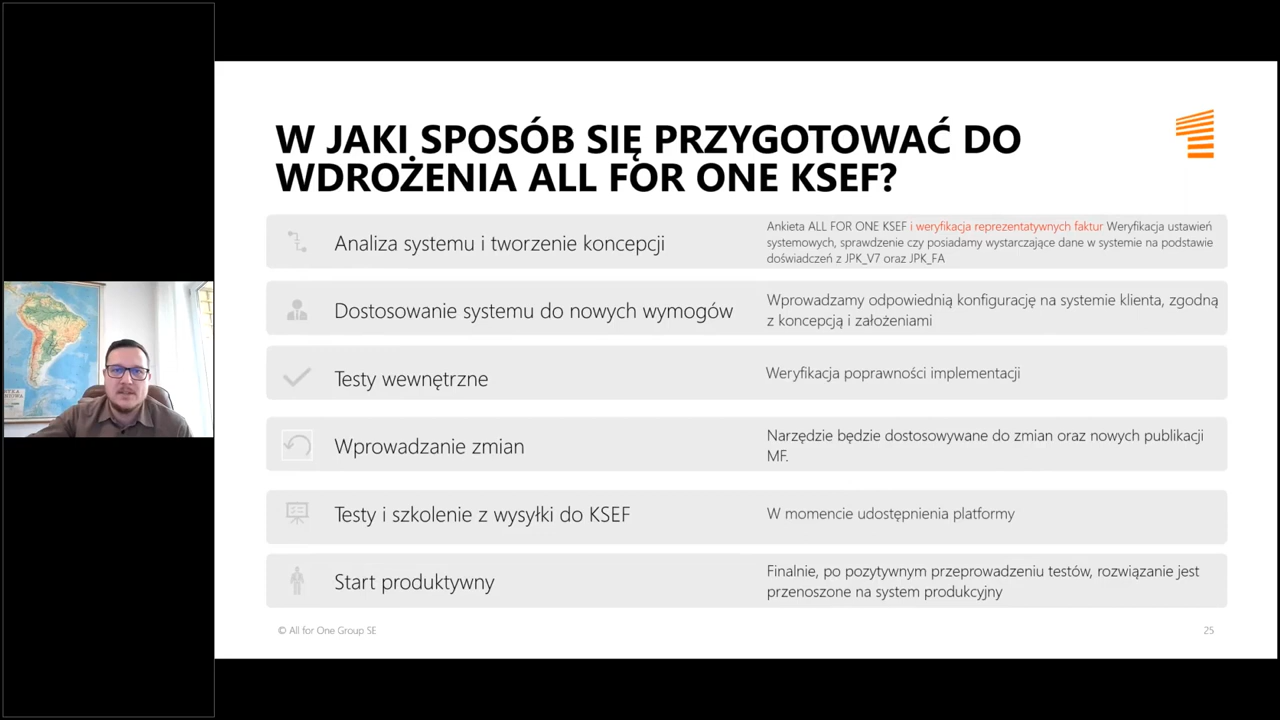 W JAKI SPOSÓB SIĘ PRZYGOTOWAĆ DO
WDROŻENIA ALL FOR ONE KSEF?
Analiza systemu i tworzenie koncepcji
Ankieta ALL FOR ONE KSEF i weryfikacja reprezentatywnych faktur Weryfikacja ustawień
systemowych, sprawdzenie czy posiadamy wystarczające dane w systemie na podstawie
doświadczeń z JPK_V7 oraz JPK_FA
Dostosowanie systemu do nowych wymogów
Wprowadzamy odpowiednią konfigurację na systemie klienta, zgodną
z koncepcją i założeniami
Testy wewnętrzne
Weryfikacja poprawności implementacji
Wprowadzanie zmian
Narzędzie będzie dostosowywane do zmian oraz nowych publikacji
MF.
Testy i szkolenie z wysyłki do KSEF
W momencie udostępnienia platformy
Start produktywny
Finalnie, po pozytywnym przeprowadzeniu testów, rozwiązanie jest
przenoszone na system produkcyjny
© All for One Group SE
25